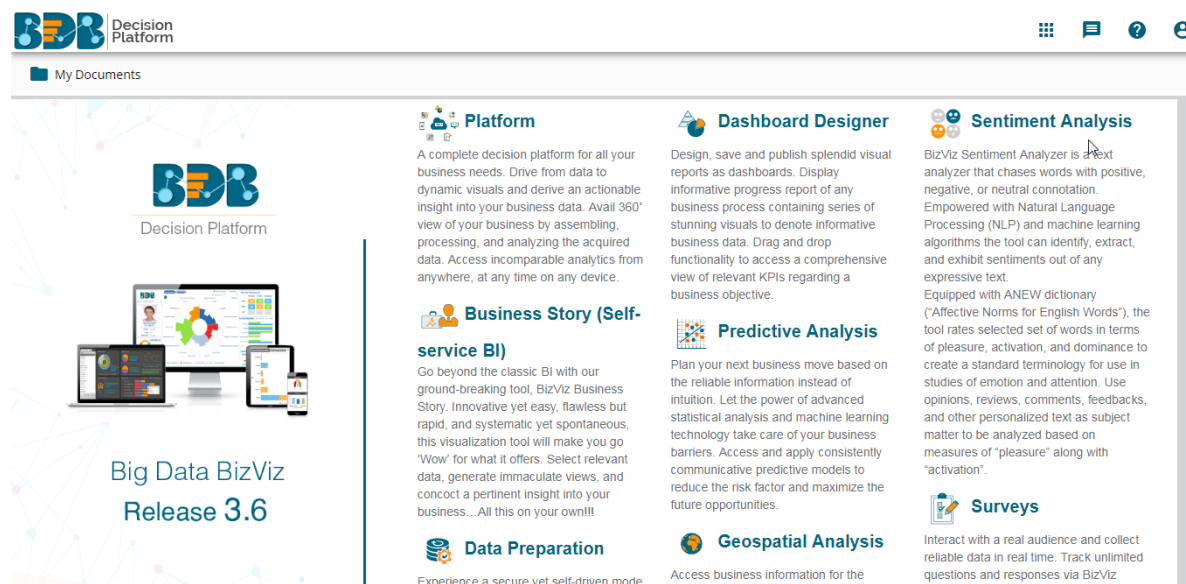 BDB
Decision
Platform
My Documents
BDB
Decision Platform
Big Data BizViz
Release 3.6
Platform
A complete decision platform for all your
business needs. Drive from data to
dynamic visuals and derive an actionable
insight into your business data. Avail 360°
view of your business by assembling,
processing, and analyzing the acquired
data. Access incomparable analytics from
anywhere, at any time on any device.
Business Story (Self-
service BI)
Go beyond the classic BI with our
ground-breaking tool, BizViz Business
Story. Innovative yet easy, flawless but
rapid, and systematic yet spontaneous,
this visualization tool will make you go
‘Wow’ for what it offers. Select relevant
data, generate immaculate views, and
concoct a pertinent insight into your
business…All this on your own!!!
Data Preparation
Experience a secure yet self-driven mode
Dashboard Designer
Design, save and publish splendid visual
reports as dashboards. Display
informative progress report of any
business process containing series of
stunning visuals to denote informative
business data. Drag and drop
functionality to access a comprehensive
view of relevant KPIs regarding a
business objective.
Predictive Analysis
Plan your next business move based on
the reliable information instead of
intuition. Let the power of advanced
statistical analysis and machine learning
technology take care of your business
barriers. Access and apply consistently
communicative predictive models to
reduce the risk factor and maximize the
future opportunities.
Geospatial Analysis
Access business information for the
Sentiment Analysis
BizViz Sentiment Analyzer is a text
analyzer that chases words with positive,
negative, or neutral connotation.
Empowered with Natural Language
Processing (NLP) and machine learning
algorithms the tool can identify, extract,
and exhibit sentiments out of any
expressive text.
Equipped with ANEW dictionary
(“Affective Norms for English Words”), the
tool rates selected set of words in terms
of pleasure, activation, and dominance to
create a standard terminology for use in
studies of emotion and attention. Use
opinions, reviews, comments, feedbacks,
and other personalized text as subject
matter to be analyzed based on
measures of “pleasure” along with
“activation”.
Surveys
Interact with a real audience and collect
reliable data in real time. Track unlimited
questions and responses via BizViz